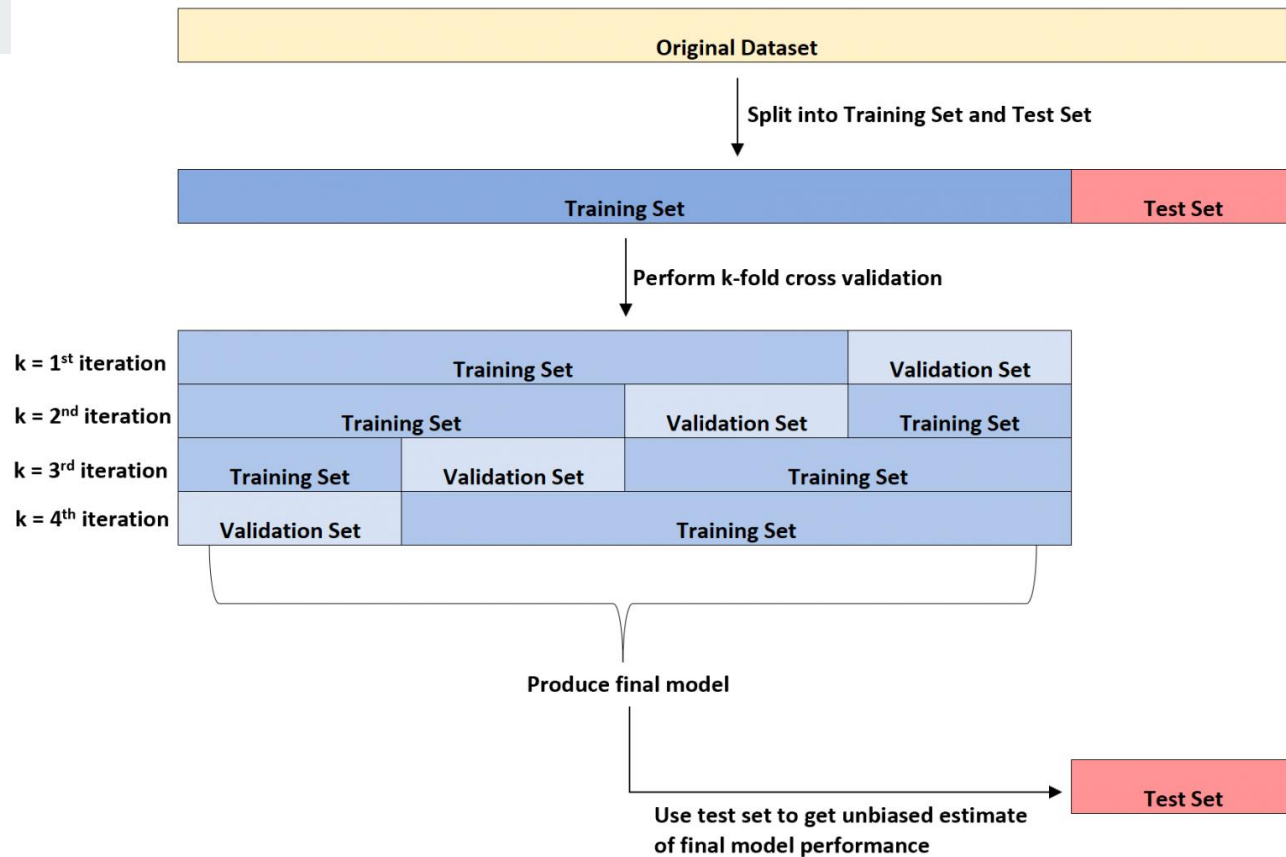 Original Dataset
Split into Training Set and Test Set
Training Set
Test Set
Perform k-fold cross validation
k = 1st iteration
Training Set
Validation Set
k = 2nd iteration
Training Set
Validation Set
Training Set
k = 3rd iteration
Training Set
Validation Set
Training Set
k = 4th iteration
Validation Set
Training Set
Produce final model
Use test set to get unbiased estimate
of final model performance
Test Set